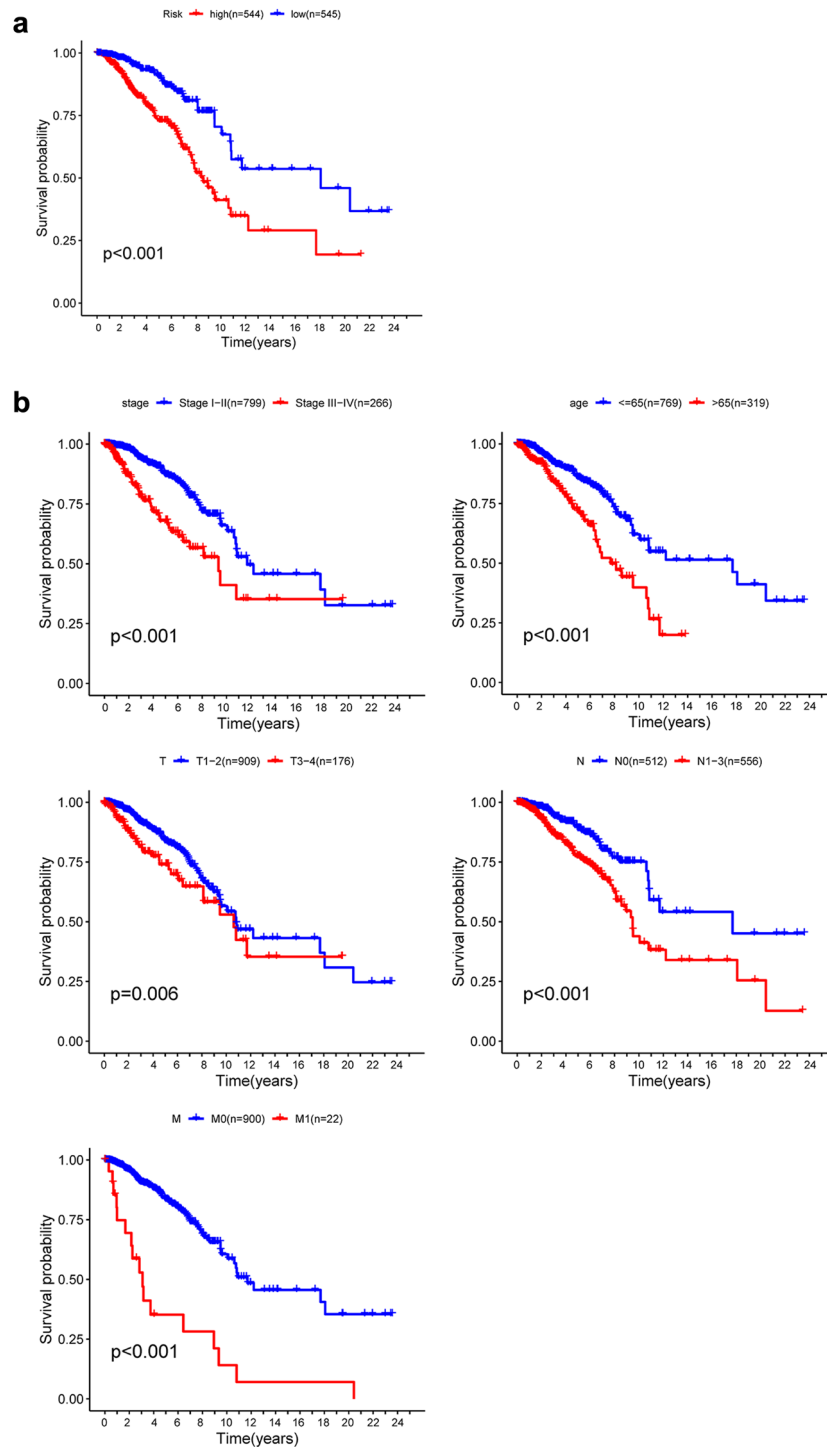 a
Risk high(n=544) low(n=545)
1.00
0.75
0.50
0.25
0.00
Survival probability
p<0.001
0 2 4 6 8 10 12 14 16 18 20 22 24
Time(years)
b
stage Stage I−II(n=799) Stage III−IV(n=266)
1.00
0.75
0.50
0.25
0.00
Survival probability
p<0.001
0 2 4 6 8 10 12 14 16 18 20 22 24
Time(years)
age <=65(n=769) >65(n=319)
1.00
0.75
0.50
0.25
0.00
Survival probability
p<0.001
0 2 4 6 8 10 12 14 16 18 20 22 24
Time(years)
T T1−2(n=909) T3−4(n=176)
1.00
0.75
0.50
0.25
0.00
Survival probability
p=0.006
0 2 4 6 8 10 12 14 16 18 20 22 24
Time(years)
N N0(n=512) N1−3(n=556)
1.00
0.75
0.50
0.25
0.00
Survival probability
p<0.001
0 2 4 6 8 10 12 14 16 18 20 22 24
Time(years)
M M0(n=900) M1(n=22)
1.00
0.75
0.50
0.25
0.00
Survival probability
p<0.001
0 2 4 6 8 10 12 14 16 18 20 22 24
Time(years)